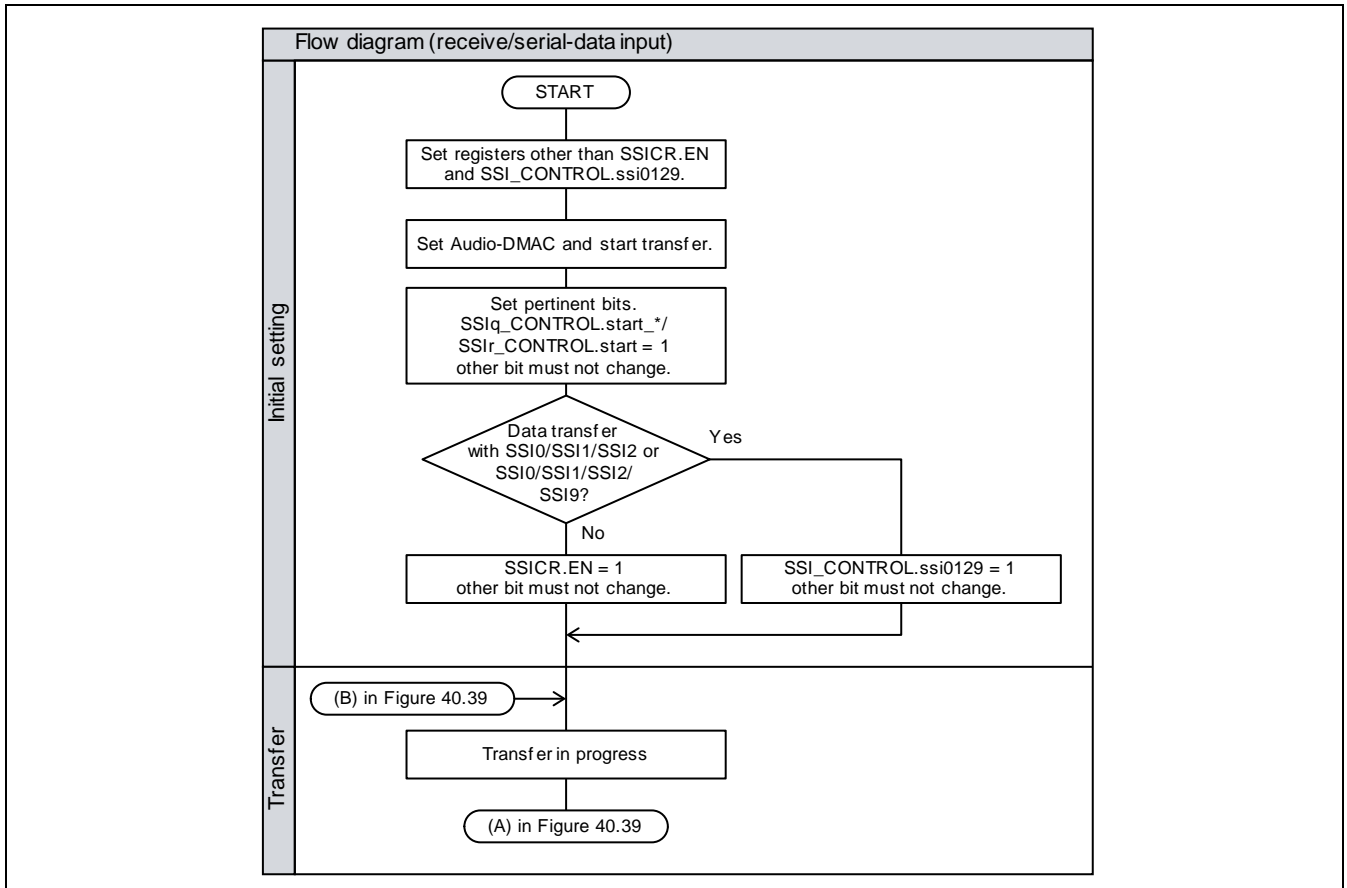 Flow diagram (receive/serial-data input)
Initial setting
START
Set registers other than SSICR.EN
and SSI_CONTROL.ssi0129.
Set Audio-DMAC and start transfer.
Set pertinent bits.
SSIq_CONTROL.start_*/
SSIr_CONTROL.start = 1
other bit must not change.
Data transfer
with SSI0/SSI1/SSI2 or
SSI0/SSI1/SSI2/
SSI9?
Yes
No
SSICR.EN = 1
other bit must not change.
SSI_CONTROL.ssi0129 = 1
other bit must not change.
Transfer
(B) in Figure 40.39
Transfer in progress
(A) in Figure 40.39